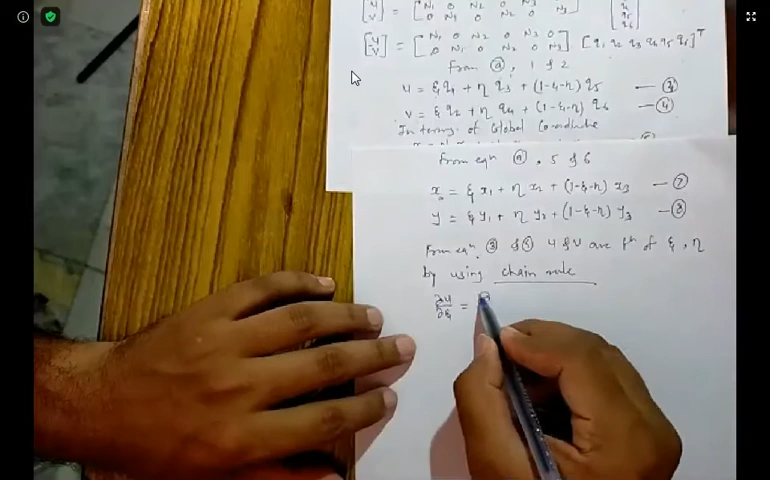 [u v] = [N₁ 0 N₂ 0 N₃ 0
0 N₁ 0 N₂ 0 N₃]
q₅
q₆
[u v] = [N₁ 0 N₂ 0 N₃ 0
0 N₁ 0 N₂ 0 N₃] [q₁ q₂ q₃ q₄ q₅ q₆]ᵀ
From ⓐ, 1 & 2
u = ξ q₁ + η q₃ + (1-ξ-η) q₅ — ③
v = ξ q₂ + η q₄ + (1-ξ-η) q₆ — ④
In terms of Global Coordinate
From eqn ⓐ, 5 & 6
x = ξ x₁ + η x₂ + (1-ξ-η) x₃ — ⑦
y = ξ y₁ + η y₂ + (1-ξ-η) y₃ — ⑧
From eqn. ③ & u & v are fⁿ of ξ, η
by using chain rule
∂u/∂ξ =